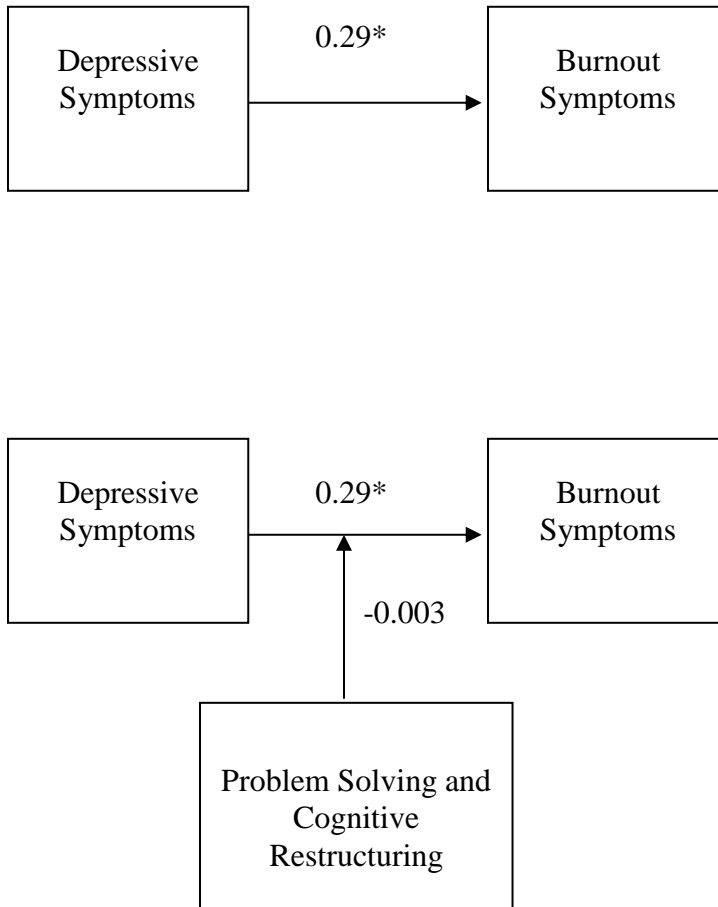 0.29*
Depressive
Symptoms
Burnout
Symptoms
Depressive
Symptoms
0.29*
Burnout
Symptoms
-0.003
Problem Solving and
Cognitive
Restructuring